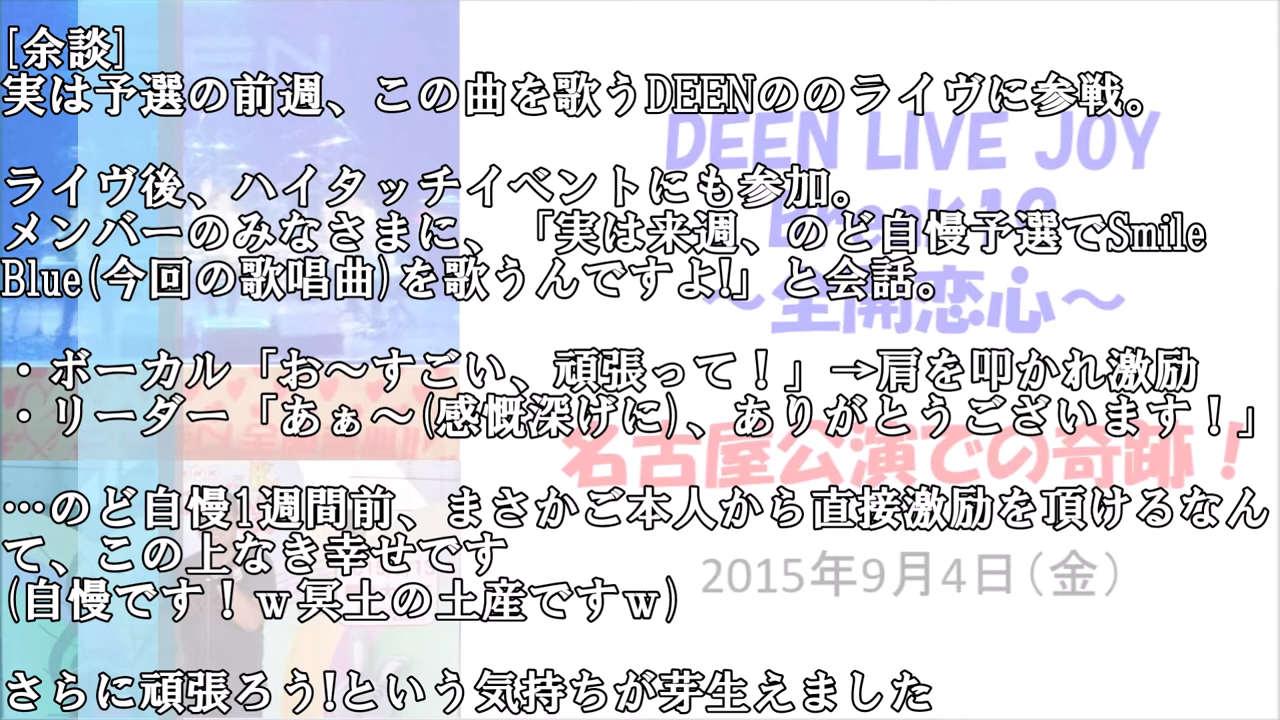 [余談]
実は予選の前週、この曲を歌うDEENののライヴに参戦。
ライヴ後、ハイタッチイベントにも参加。
メンバーのみなさまに、「実は来週、のど自慢予選でSmile
Blue(今回の歌唱曲)を歌うんですよ!」と会話。
・ボーカル「お～すごい、頑張って！」→肩を叩かれ激励
・リーダー「あぁ～(感慨深げに)、ありがとうございます！」
…のど自慢1週間前、まさかご本人から直接激励を頂けるなん
て、この上なき幸せです
(自慢です！ｗ冥土の土産ですｗ)
さらに頑張ろう!という気持ちが芽生えました
DEEN LIVE JOY
Break19
～全開恋心～
名古屋公演での奇跡！
2015年9月4日（金）